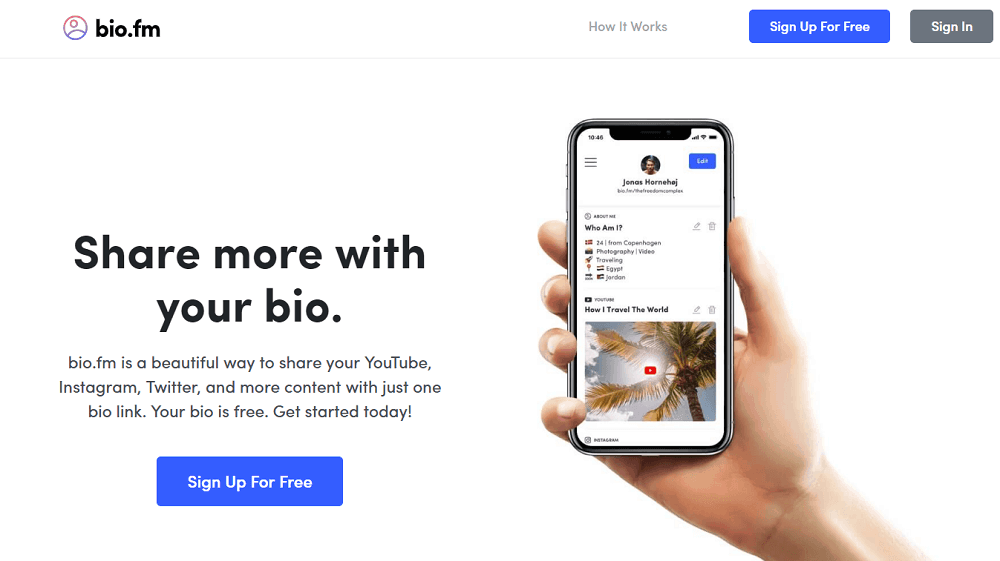 bio.fm
How It Works
Sign Up For Free
Sign In
Share more with
your bio.
bio.fm is a beautiful way to share your YouTube,
Instagram, Twitter, and more content with just one
bio link. Your bio is free. Get started today!
Sign Up For Free
10:46
Edit
Jonas Hornehøj
bio.fm/thefreedomcomplex
ABOUT ME
Who Am I?
24 | from Copenhagen
Photography | Video
Traveling
Egypt
Jordan
YOUTUBE
How I Travel The World
INSTAGRAM